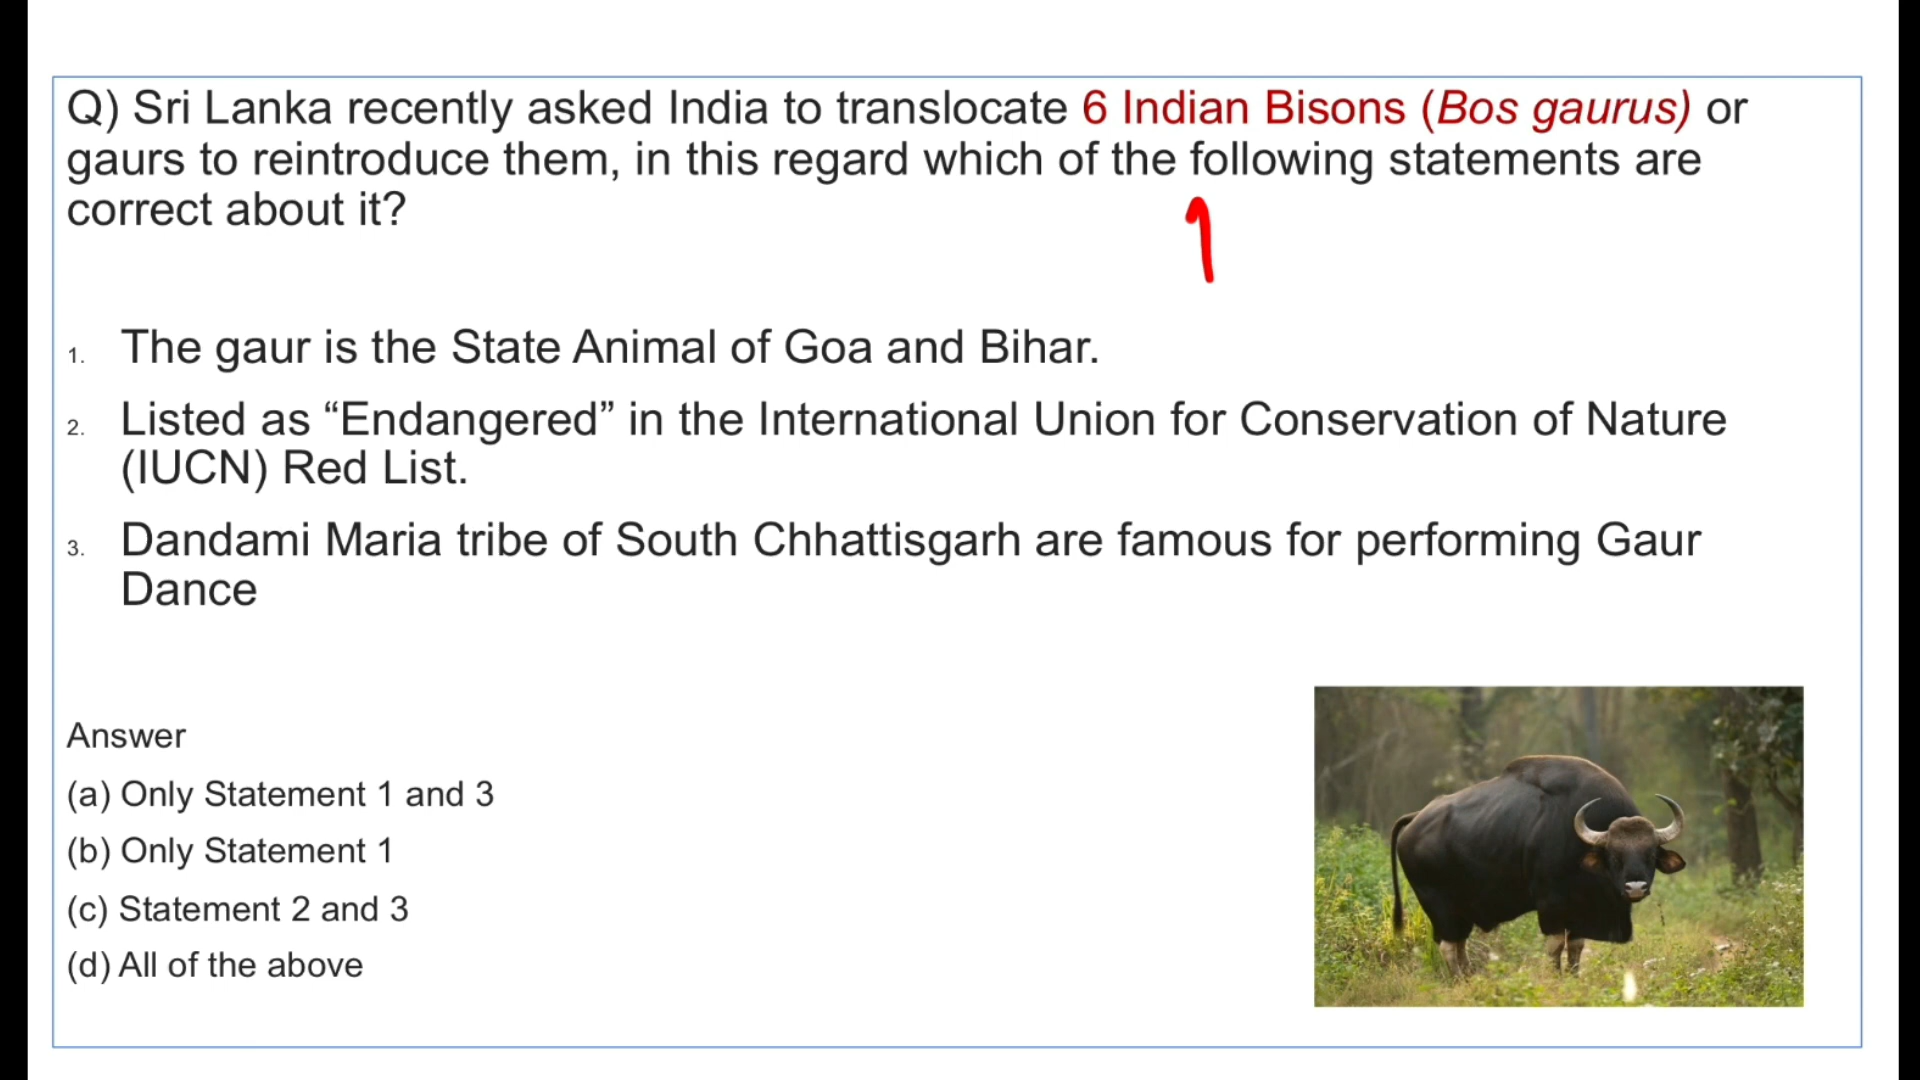 Q) Sri Lanka recently asked India to translocate 6 Indian Bisons (Bos gaurus) or
gaurs to reintroduce them, in this regard which of the following statements are
correct about it?
1
1. The gaur is the State Animal of Goa and Bihar.
2. Listed as “Endangered” in the International Union for Conservation of Nature
(IUCN) Red List.
3. Dandami Maria tribe of South Chhattisgarh are famous for performing Gaur
Dance
Answer
(a) Only Statement 1 and 3
(b) Only Statement 1
(c) Statement 2 and 3
(d) All of the above